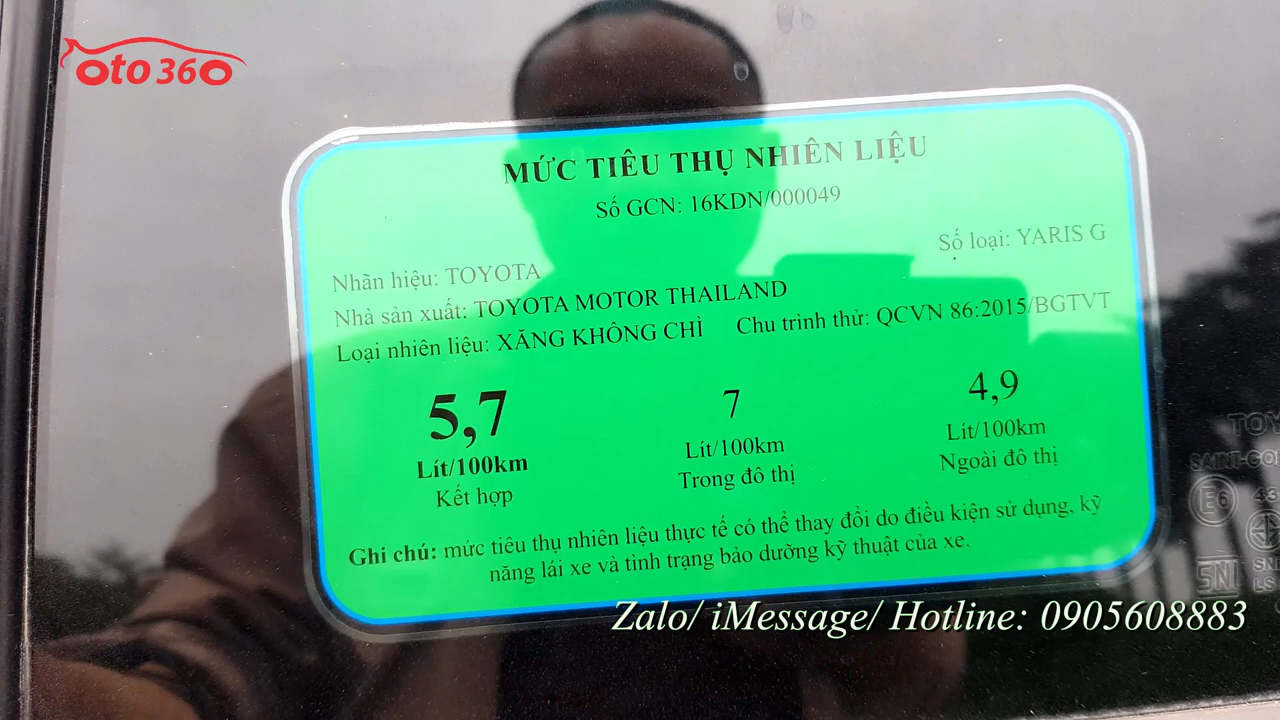 oto 360
MỨC TIÊU THỤ NHIÊN LIỆU
Số GCN: 16KDN/000049
Nhãn hiệu: TOYOTA
Số loại: YARIS G
Nhà sản xuất: TOYOTA MOTOR THAILAND
Loại nhiên liệu: XĂNG KHÔNG CHÌ Chu trình thử: QCVN 86:2015/BGTVT
5,7 7 4,9
Lít/100km Lít/100km Lít/100km
Kết hợp Trong đô thị Ngoài đô thị
Ghi chú: mức tiêu thụ nhiên liệu thực tế có thể thay đổi do điều kiện sử dụng, kỹ
năng lái xe và tình trạng bảo dưỡng kỹ thuật của xe.
Zalo/ iMessage/ Hotline: 0905608883
E6
SNI